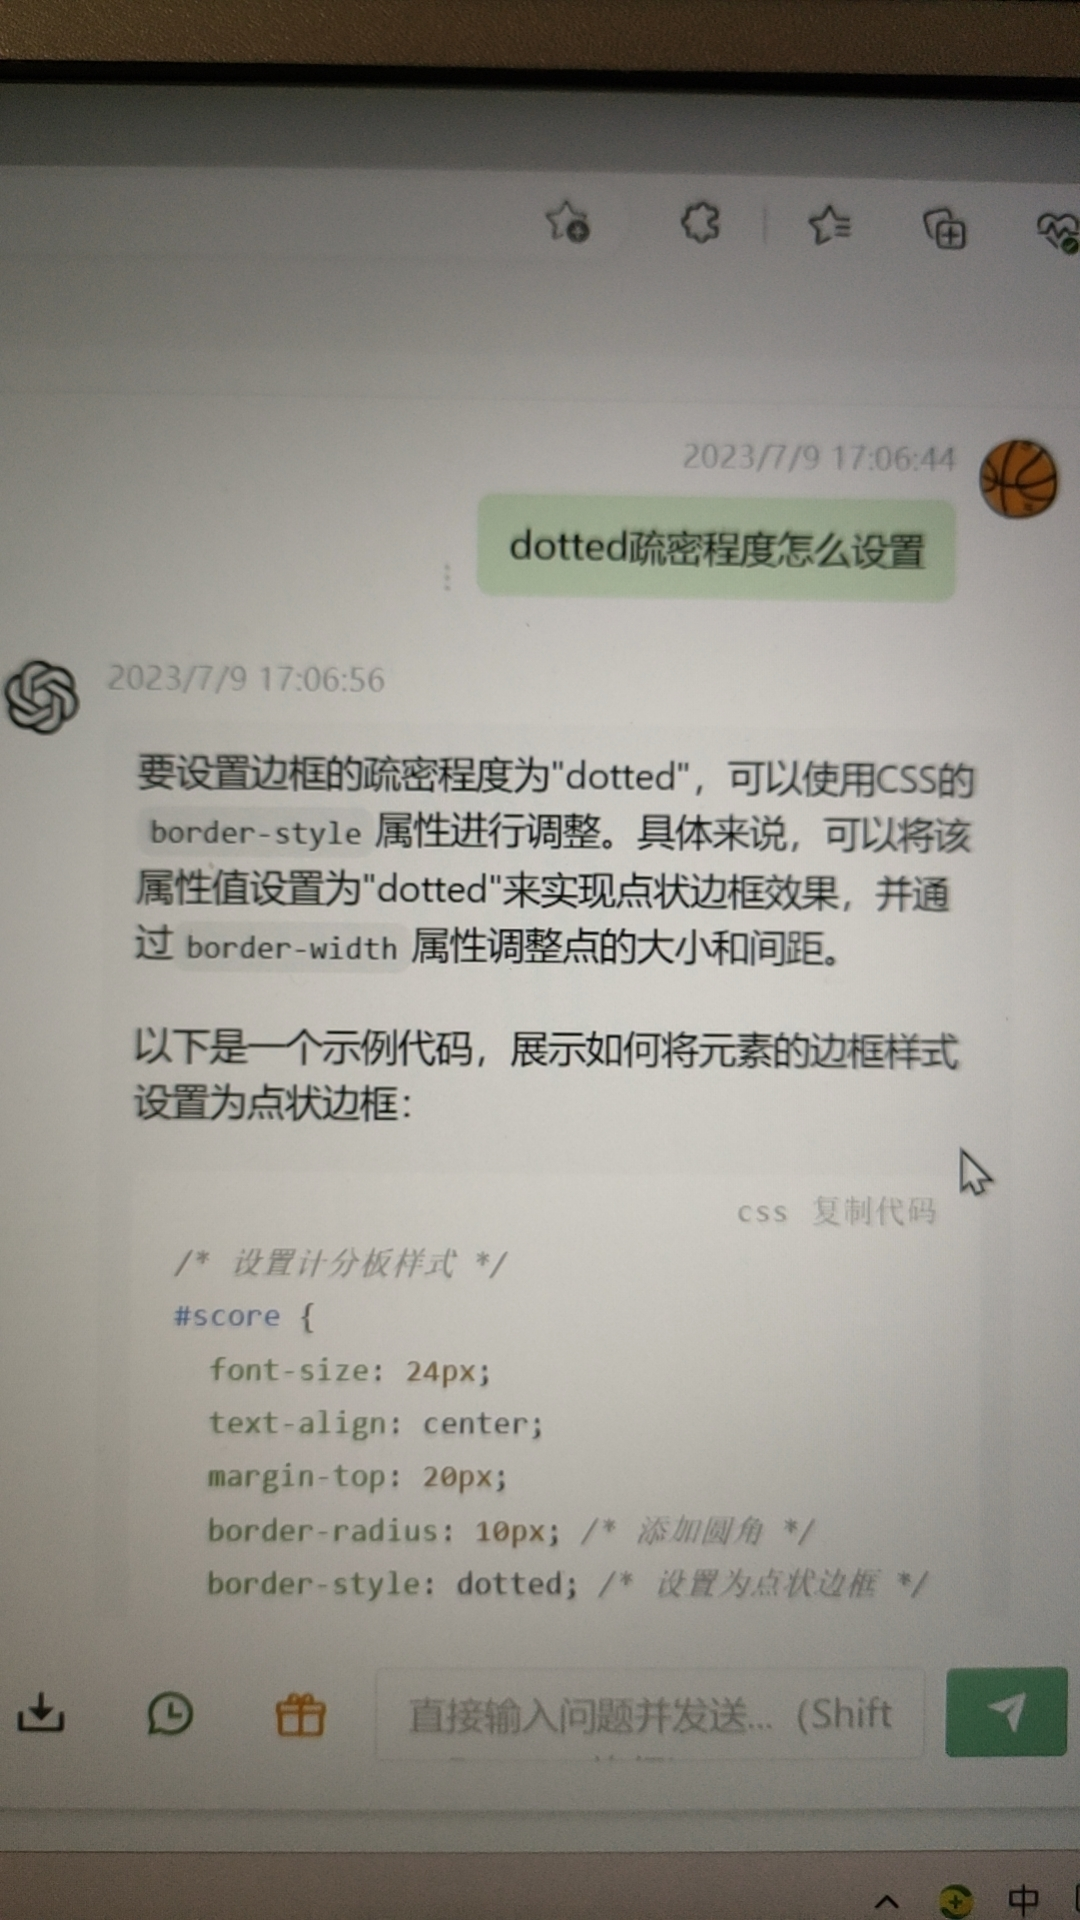 2023/7/9 17:06:44
dotted疏密程度怎么设置
2023/7/9 17:06:56
要设置边框的疏密程度为"dotted"，可以使用CSS的
border-style 属性进行调整。具体来说，可以将该
属性值设置为"dotted"来实现点状边框效果，并通
过 border-width 属性调整点的大小和间距。
以下是一个示例代码，展示如何将元素的边框样式
设置为点状边框：
css 复制代码
/* 设置计分板样式 */
#score {
font-size: 24px;
text-align: center;
margin-top: 20px;
border-radius: 10px; /* 添加圆角 */
border-style: dotted; /* 设置为点状边框 */
直接输入问题并发送... （Shift
中